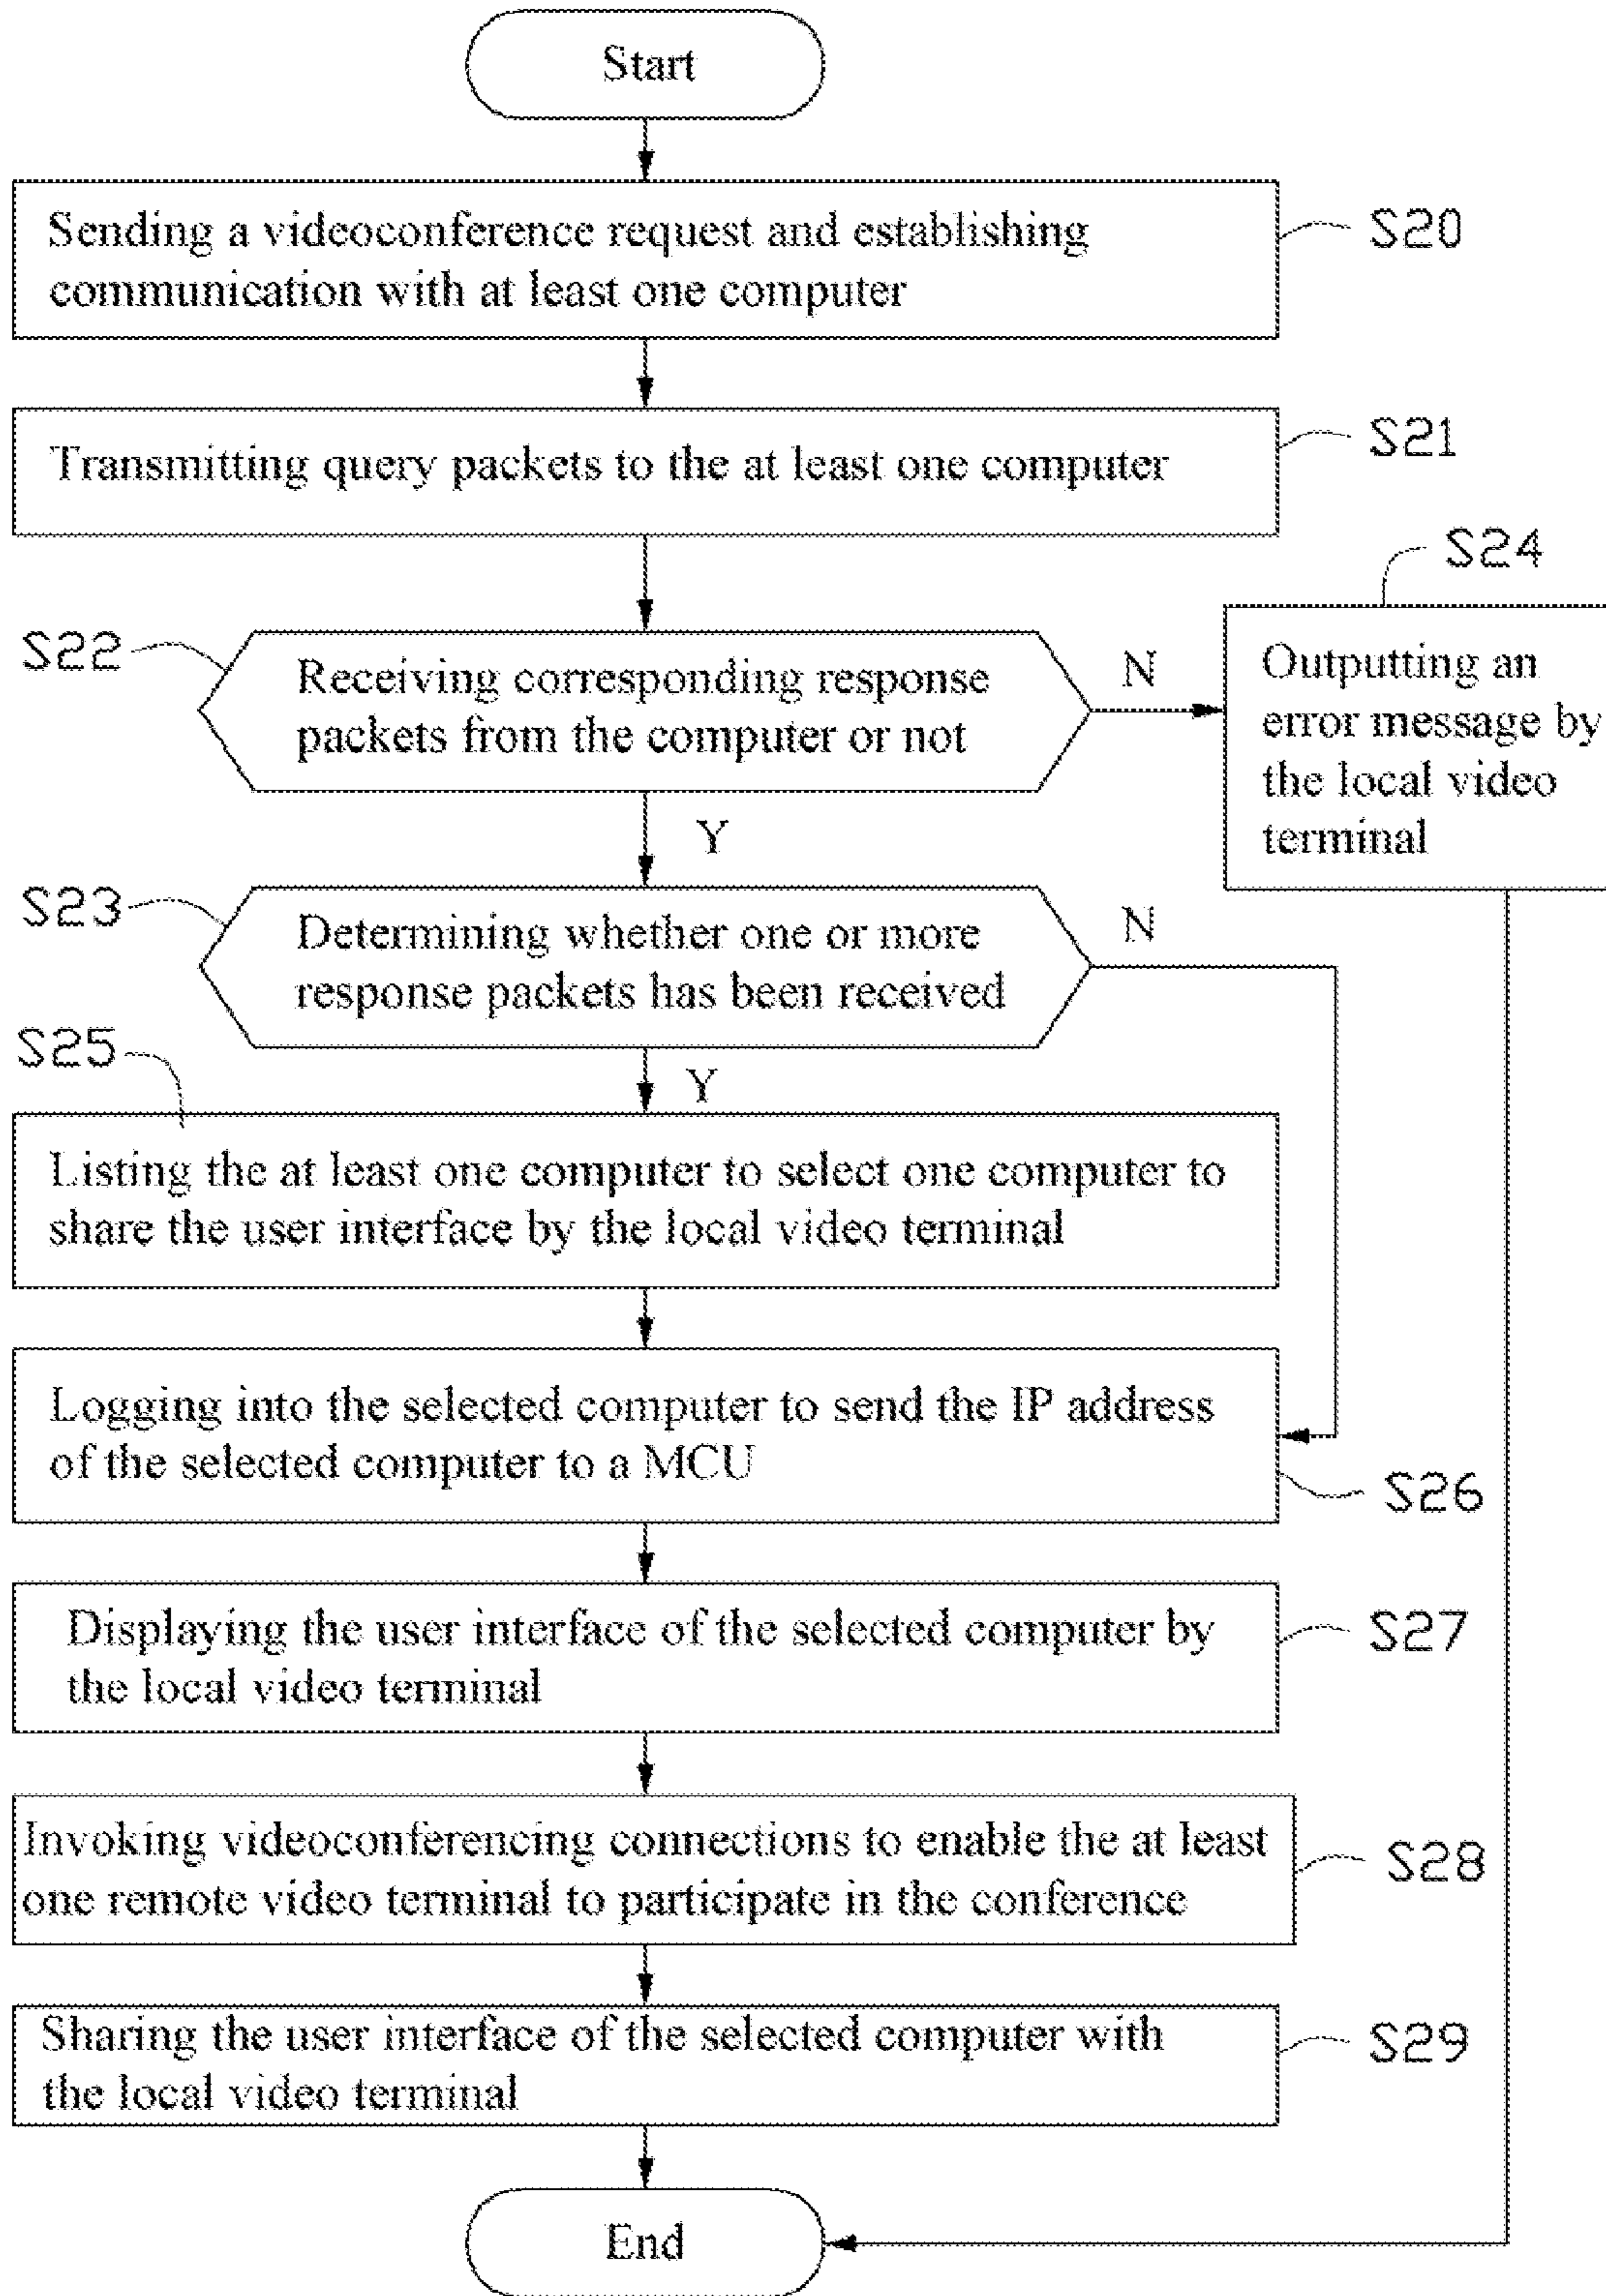 Start
Sending a videoconference request and establishing
communication with at least one computer
S20
Transmitting query packets to the at least one computer
S21
S24
Outputting an
error message by
the local video
terminal
S22
Receiving corresponding response
packets from the computer or not
N
Y
S23
Determining whether one or more
response packets has been received
N
Y
S25
Listing the at least one computer to select one computer to
share the user interface by the local video terminal
Logging into the selected computer to send the IP address
of the selected computer to a MCU
S26
Displaying the user interface of the selected computer by
the local video terminal
S27
Invoking videoconferencing connections to enable the at least
one remote video terminal to participate in the conference
S28
Sharing the user interface of the selected computer with
the local video terminal
S29
End